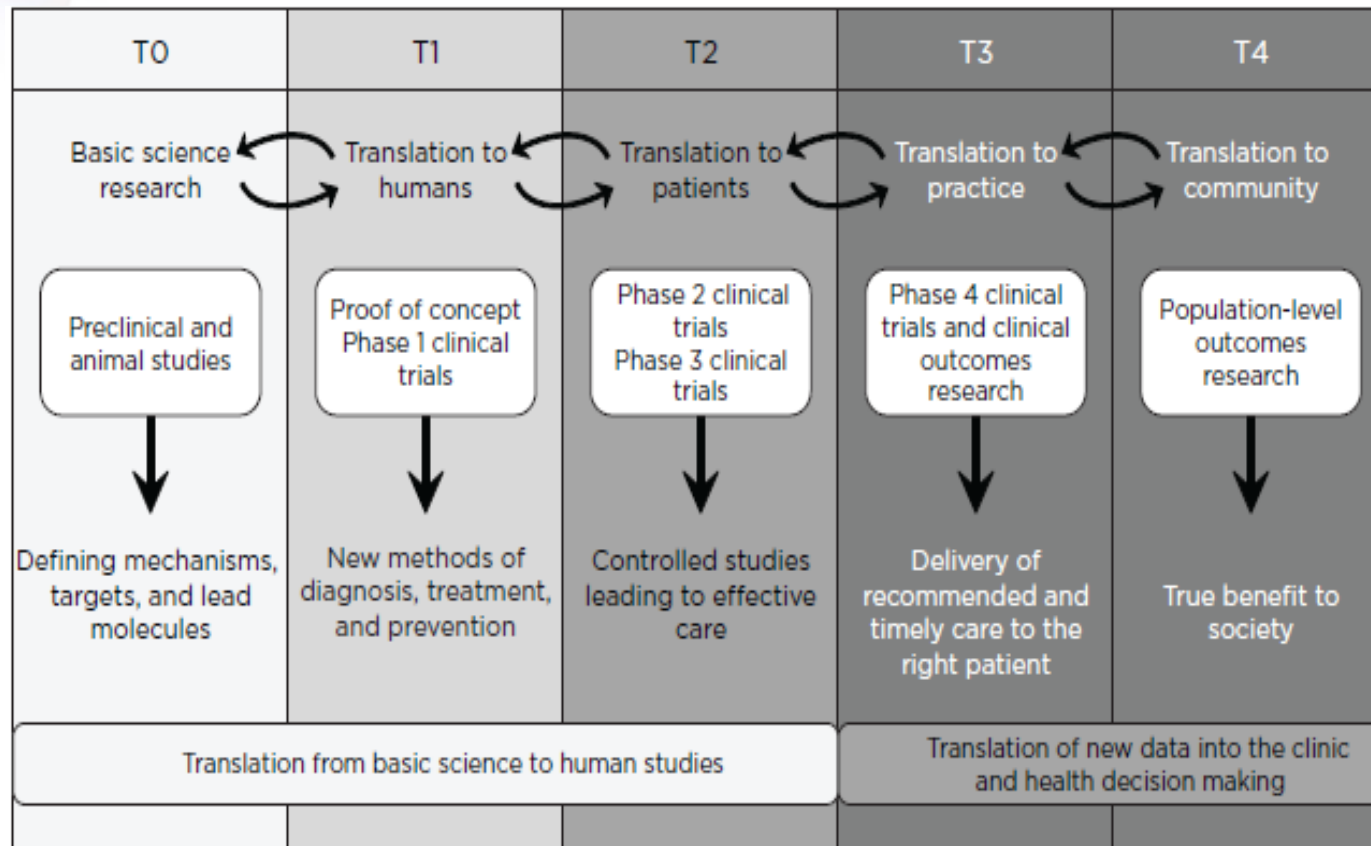 T0
T1
T2
T3
T4
Basic science
research
Translation to
humans
Translation to
patients
Translation to
practice
Translation to
community
Preclinical and
animal studies
Proof of concept
Phase 1 clinical
trials
Phase 2 clinical
trials
Phase 3 clinical
trials
Phase 4 clinical
trials and clinical
outcomes
research
Population-level
outcomes
research
Defining mechanisms,
targets, and lead
molecules
New methods of
diagnosis, treatment,
and prevention
Controlled studies
leading to effective
care
Delivery of
recommended and
timely care to the
right patient
True benefit to
society
Translation from basic science to human studies
Translation of new data into the clinic
and health decision making